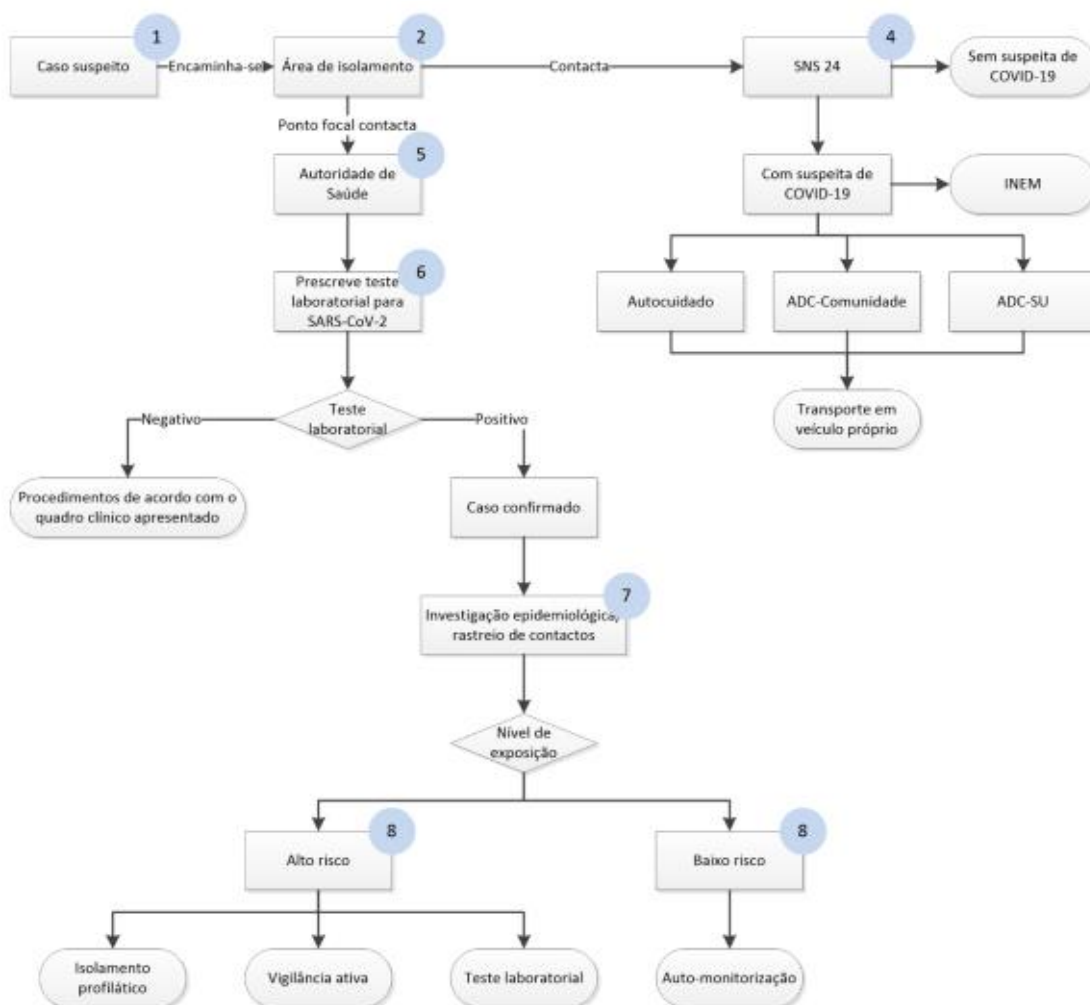 1
Caso suspeito
Encaminha-se
2
Área de isolamento
Contacta
4
SNS 24
Sem suspeita de
COVID-19
Ponto focal contacta
5
Autoridade de
Saúde
Com suspeita de
COVID-19
INEM
6
Prescreve teste
laboratorial para
SARS-CoV-2
Autocuidado
ADC-Comunidade
ADC-SU
Negativo
Teste
laboratorial
Positivo
Transporte em
veículo próprio
Procedimentos de acordo com o
quadro clínico apresentado
Caso confirmado
7
Investigação epidemiológica/
rastreio de contactos
Nível de
exposição
8
Alto risco
8
Baixo risco
Isolamento
profilático
Vigilância ativa
Teste laboratorial
Auto-monitorização